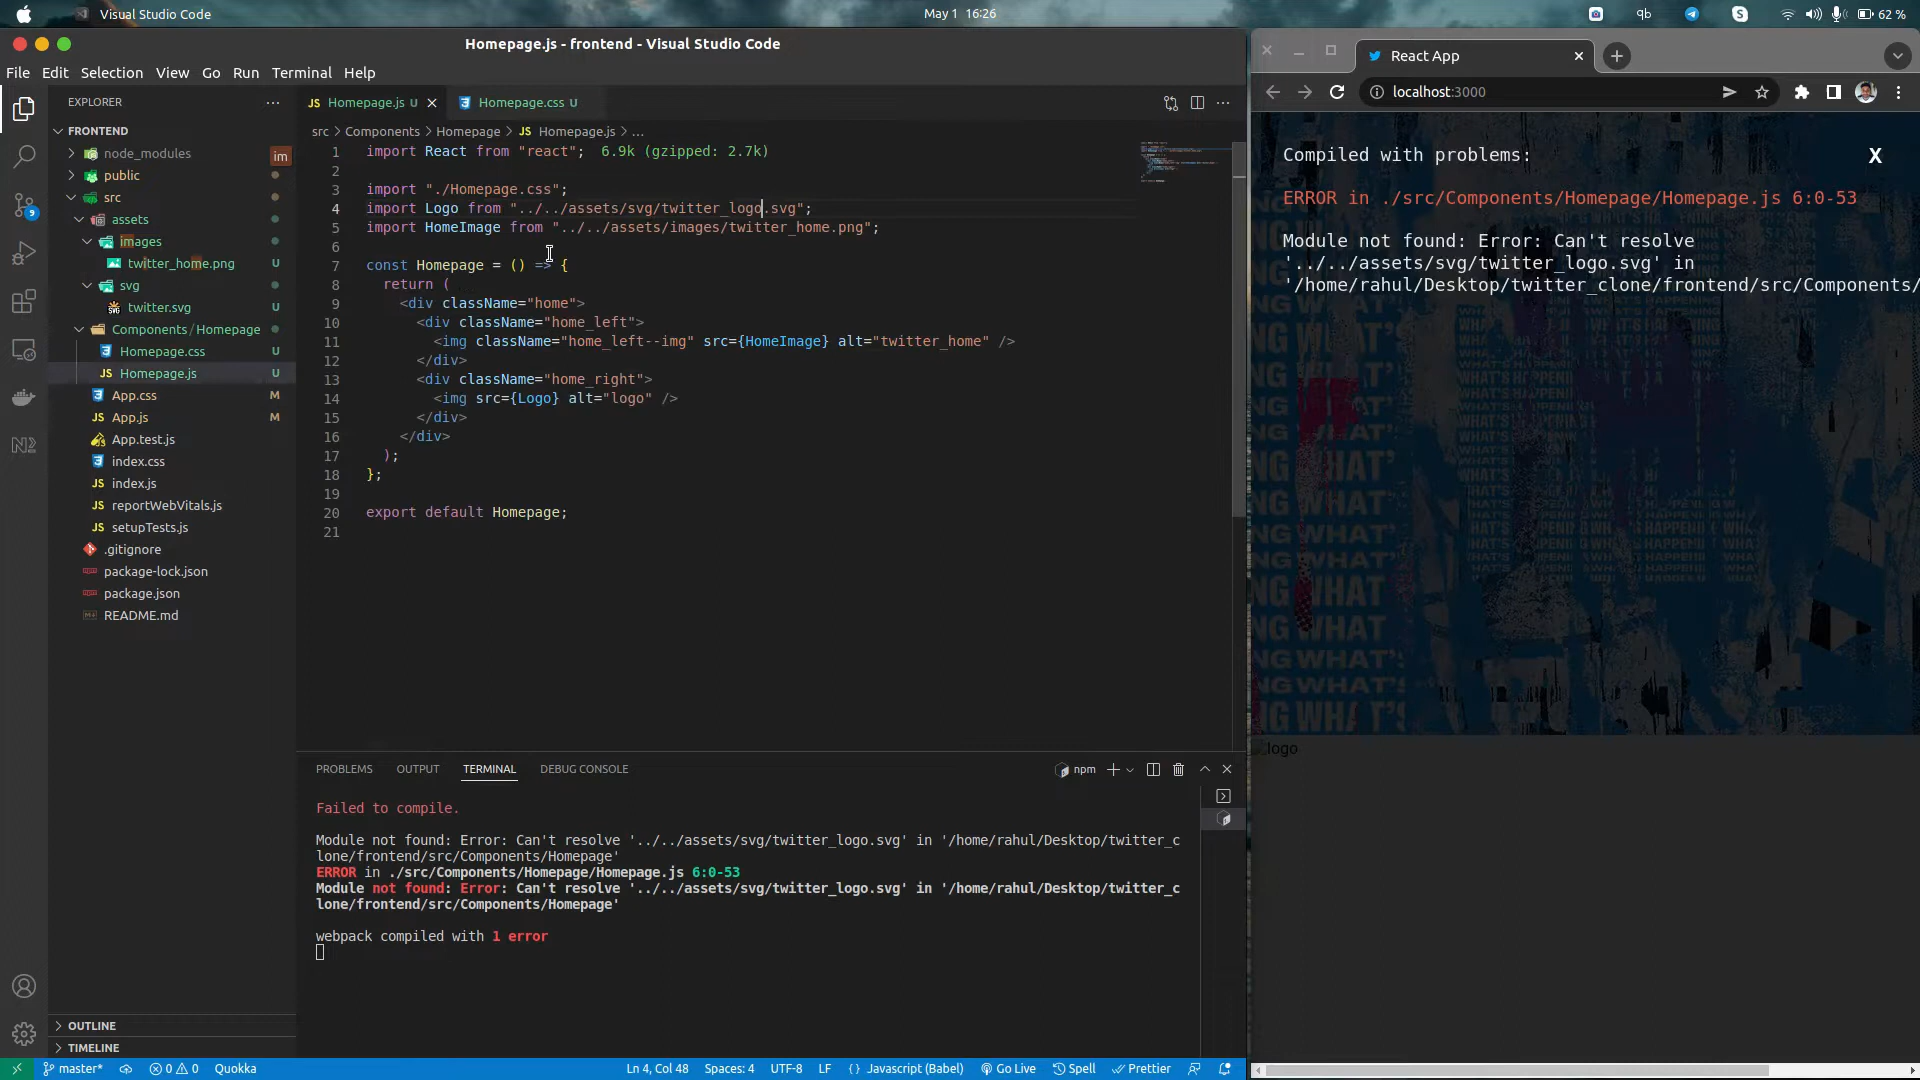 Visual Studio Code
May 1 16:26
qb
62 %
Homepage.js - frontend - Visual Studio Code
File Edit Selection View Go Run Terminal Help
EXPLORER
FRONTEND
node_modules
im
public
src
assets
images
twitter_home.png U
svg
twitter.svg U
Components / Homepage
Homepage.css U
Homepage.js U
App.css M
App.js M
App.test.js
index.css
index.js
reportWebVitals.js
setupTests.js
.gitignore
package-lock.json
package.json
README.md
OUTLINE
TIMELINE
9
JS Homepage.js U
Homepage.css U
src > Components > Homepage > JS Homepage.js > ...
1 import React from "react"; 6.9k (gzipped: 2.7k)
2
3 import "./Homepage.css";
4 import Logo from "../../assets/svg/twitter_logo.svg";
5 import HomeImage from "../../assets/images/twitter_home.png";
6
7 const Homepage = () => {
8 return (
9 <div className="home">
10 <div className="home_left">
11 <img className="home_left--img" src={HomeImage} alt="twitter_home" />
12 </div>
13 <div className="home_right">
14 <img src={Logo} alt="logo" />
15 </div>
16 </div>
17 );
18 };
19
20 export default Homepage;
21
PROBLEMS OUTPUT TERMINAL DEBUG CONSOLE
npm
Failed to compile.
Module not found: Error: Can't resolve '../../assets/svg/twitter_logo.svg' in '/home/rahul/Desktop/twitter_c
lone/frontend/src/Components/Homepage'
ERROR in ./src/Components/Homepage/Homepage.js 6:0-53
Module not found: Error: Can't resolve '../../assets/svg/twitter_logo.svg' in '/home/rahul/Desktop/twitter_c
lone/frontend/src/Components/Homepage'
webpack compiled with 1 error
master* 0 0 Quokka
Ln 4, Col 48 Spaces: 4 UTF-8 LF {} Javascript (Babel) Go Live Spell Prettier
React App
localhost:3000
Compiled with problems:
X
ERROR in ./src/Components/Homepage/Homepage.js 6:0-53
Module not found: Error: Can't resolve
'../../assets/svg/twitter_logo.svg' in
'/home/rahul/Desktop/twitter_clone/frontend/src/Components/
logo